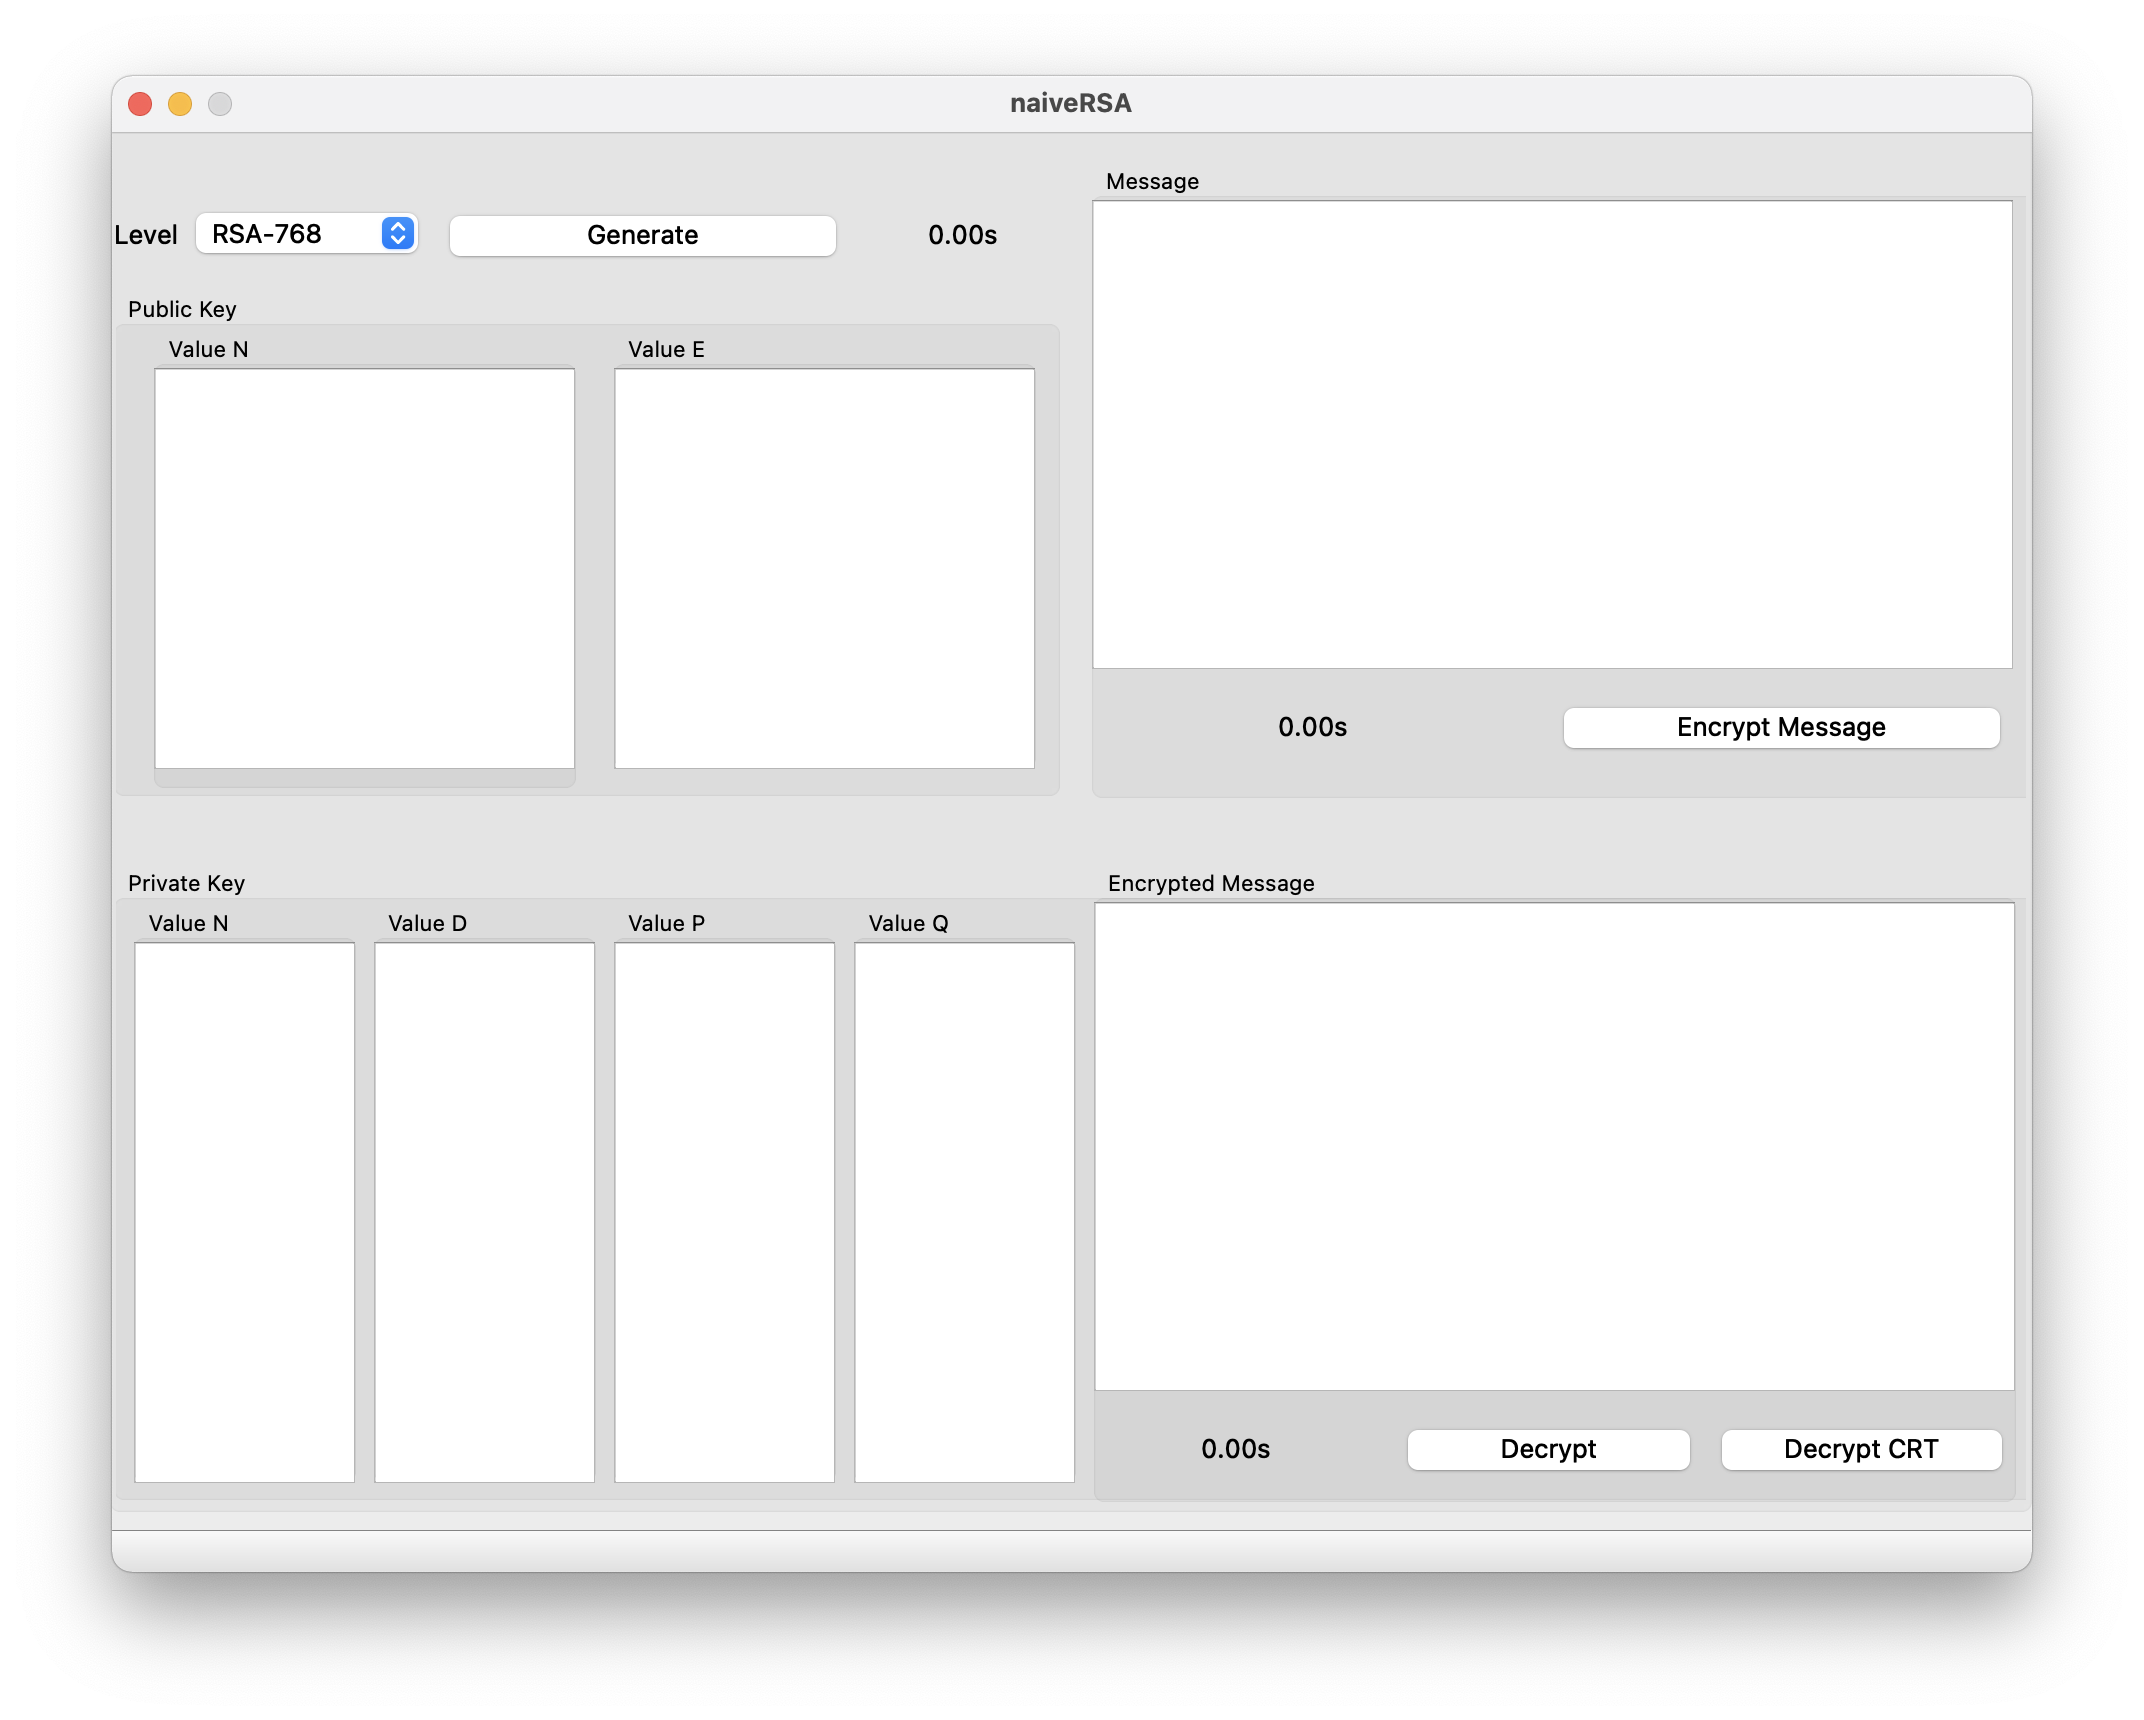 naiveRSA
Level RSA-768 Generate 0.00s
Public Key
Value N Value E
Message
0.00s Encrypt Message
Private Key
Value N Value D Value P Value Q
Encrypted Message
0.00s Decrypt Decrypt CRT